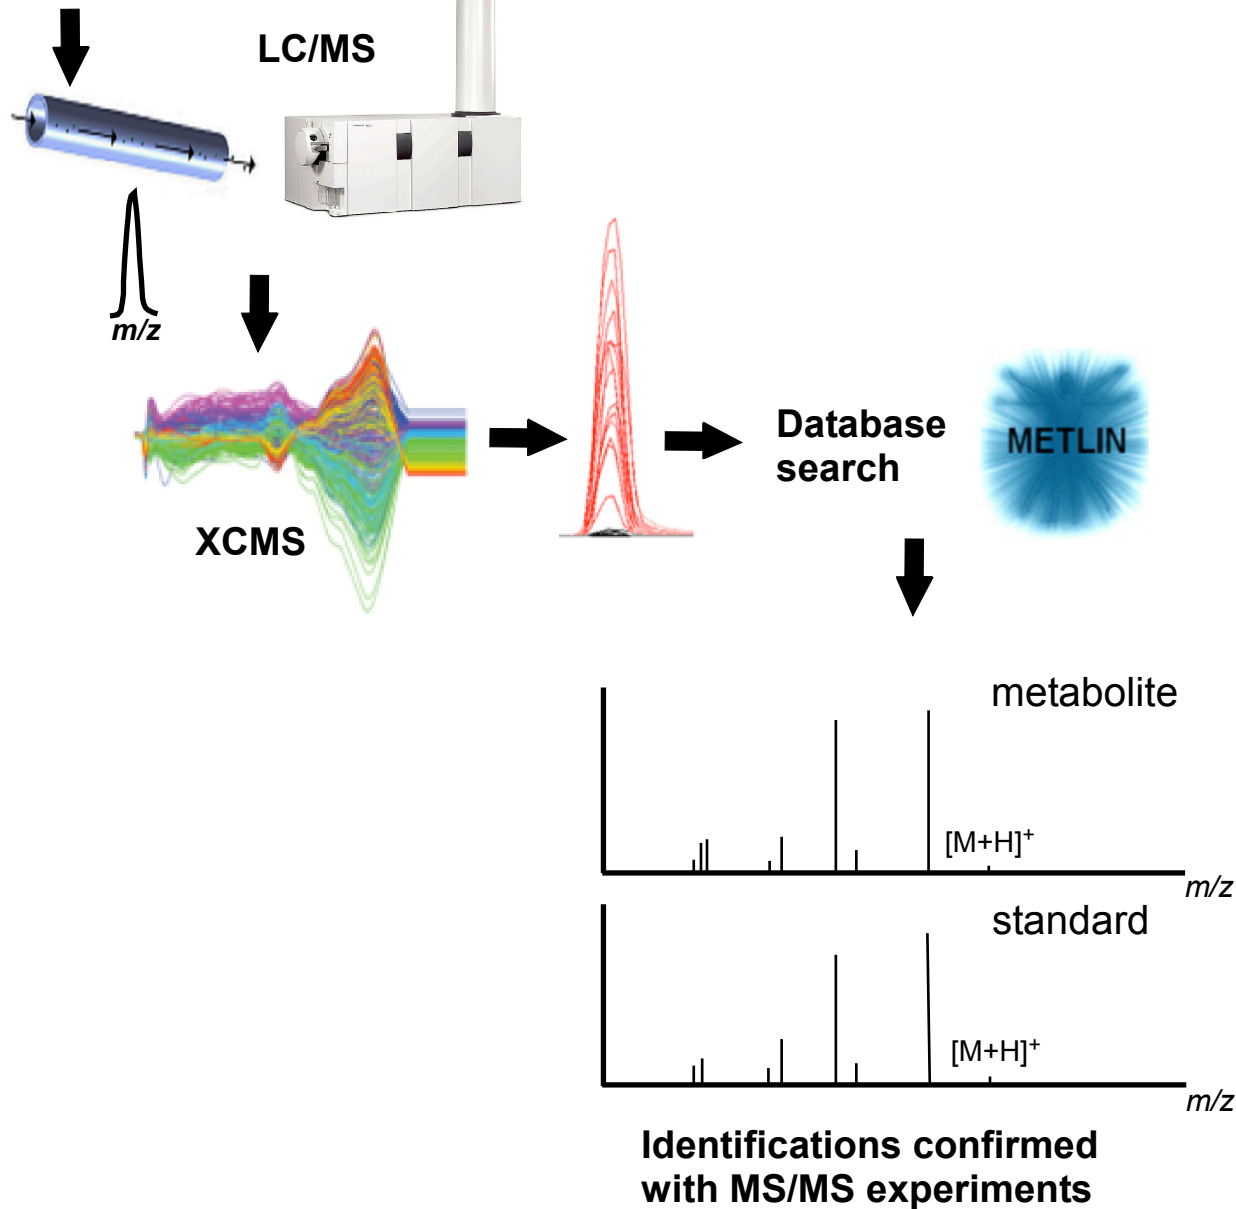 LC/MS
m/z
XCMS
Database
search
METLIN
metabolite
[M+H]+
m/z
standard
[M+H]+
m/z
Identifications confirmed
with MS/MS experiments